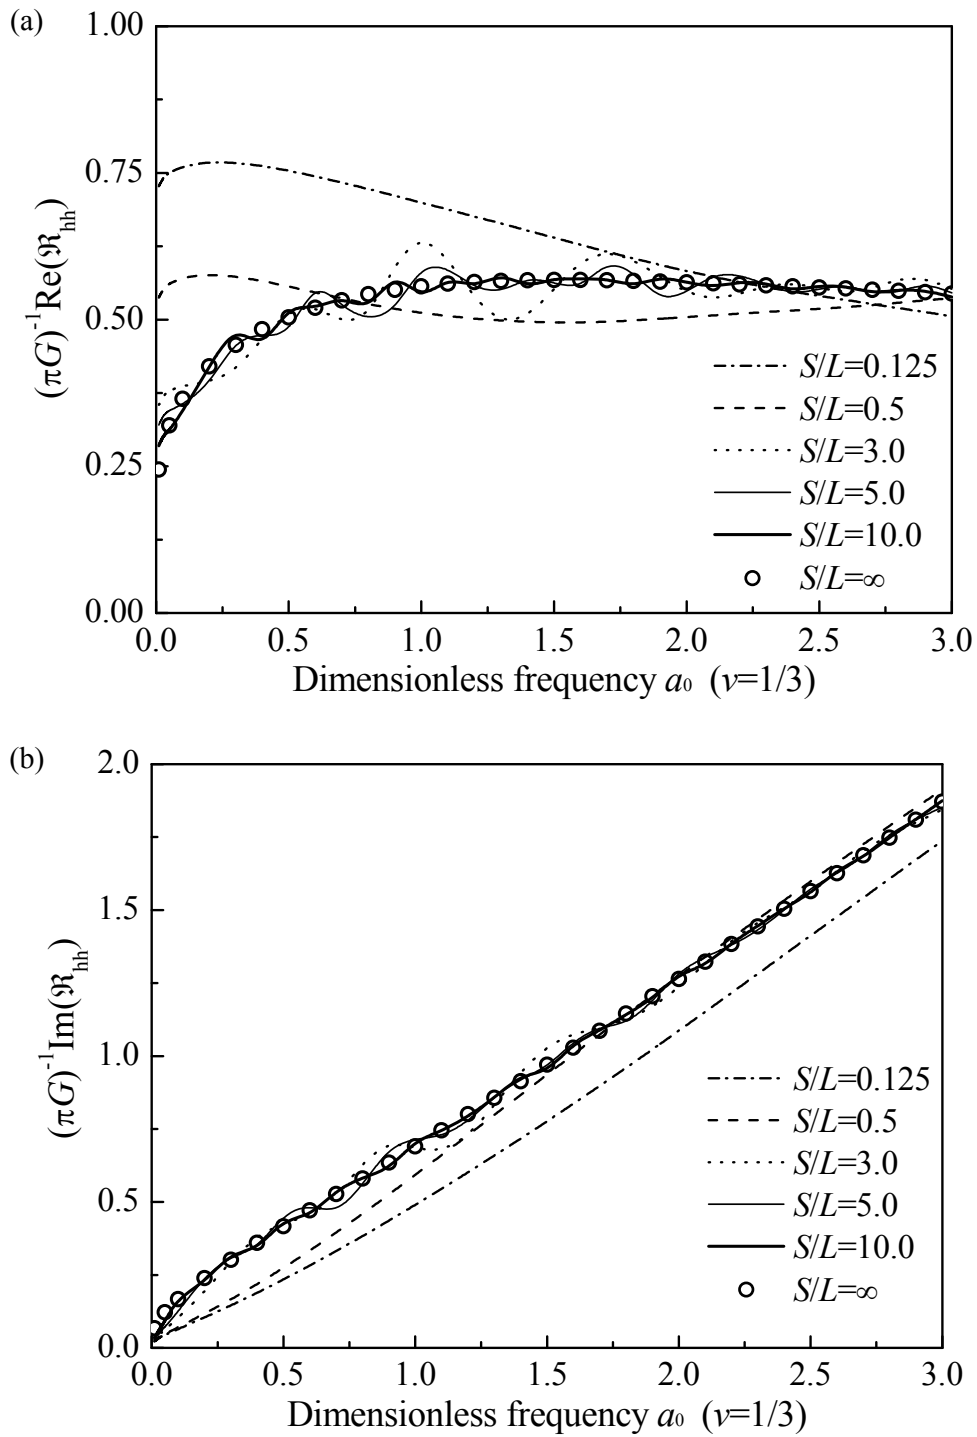 (a)
(πG)⁻¹Re(ℜhh)
1.00
0.75
0.50
0.25
0.00
S/L=0.125
S/L=0.5
S/L=3.0
S/L=5.0
S/L=10.0
S/L=∞
0.0 0.5 1.0 1.5 2.0 2.5 3.0
Dimensionless frequency a₀ (ν=1/3)
(b)
(πG)⁻¹Im(ℜhh)
2.0
1.5
1.0
0.5
0.0
S/L=0.125
S/L=0.5
S/L=3.0
S/L=5.0
S/L=10.0
S/L=∞
0.0 0.5 1.0 1.5 2.0 2.5 3.0
Dimensionless frequency a₀ (ν=1/3)